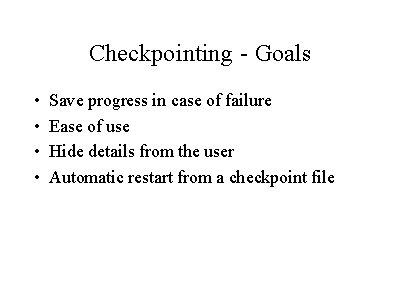 Checkpointing - Goals
• Save progress in case of failure
• Ease of use
• Hide details from the user
• Automatic restart from a checkpoint file